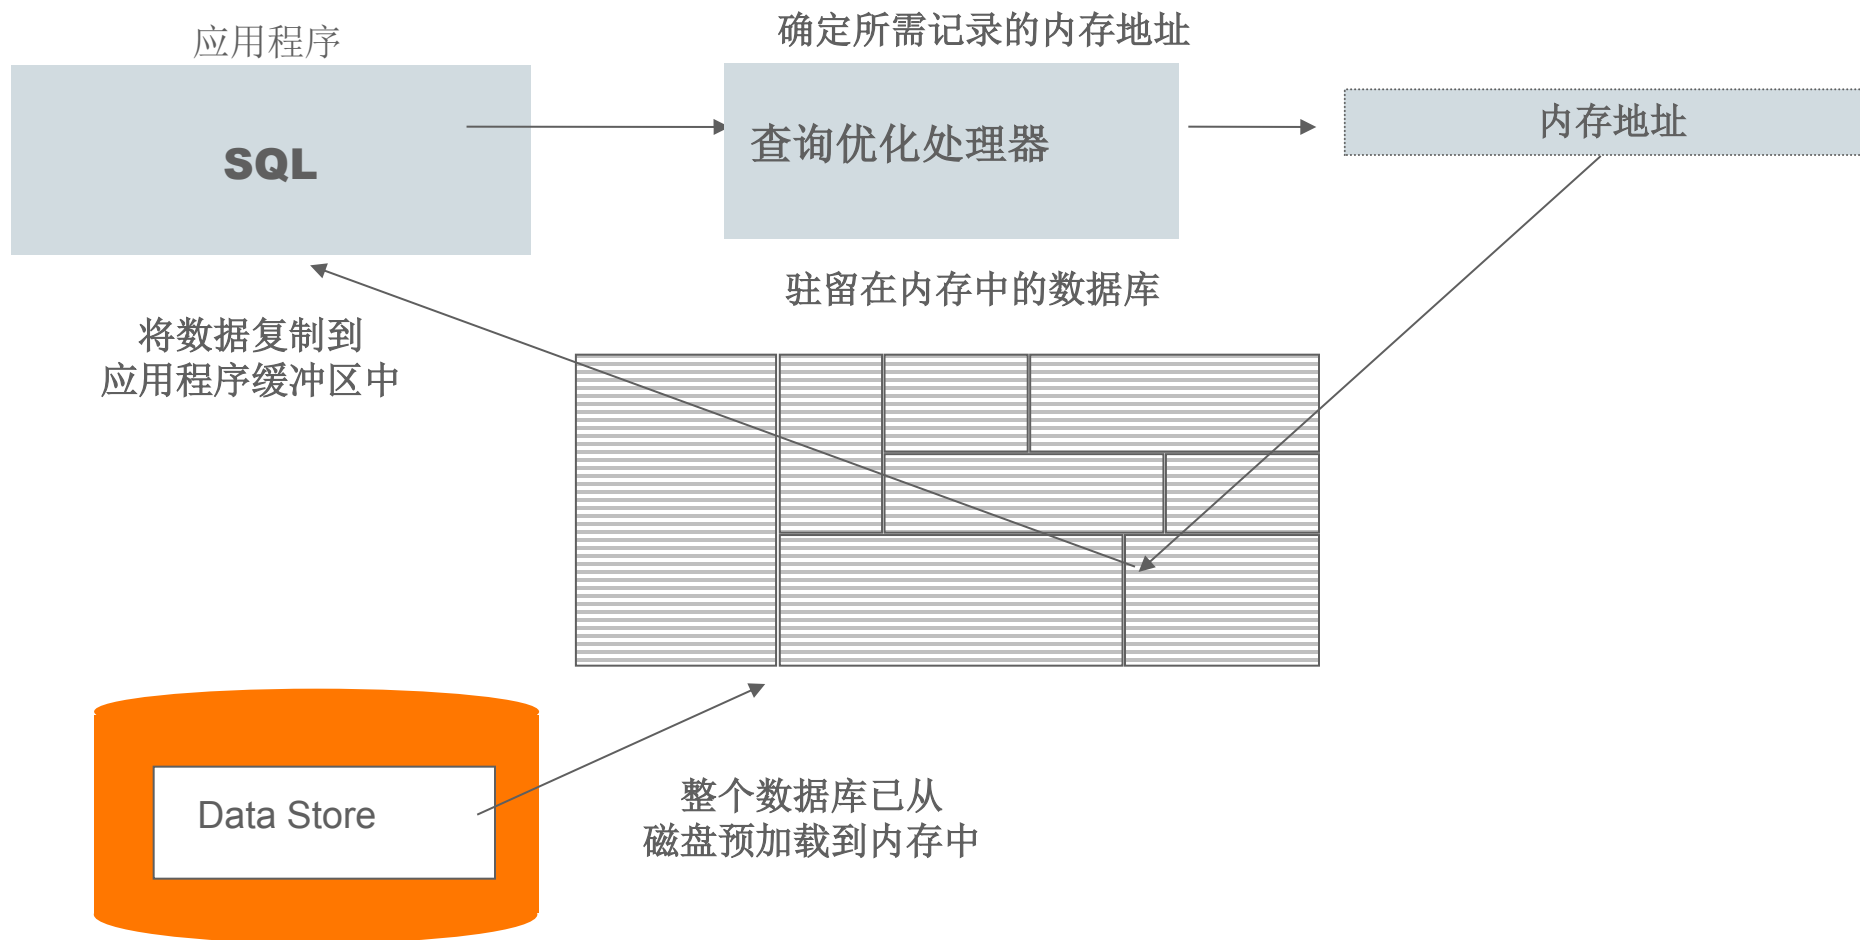 应用程序
确定所需记录的内存地址
SQL
查询优化处理器
内存地址
驻留在内存中的数据库
将数据复制到
应用程序缓冲区中
Data Store
整个数据库已从
磁盘预加载到内存中